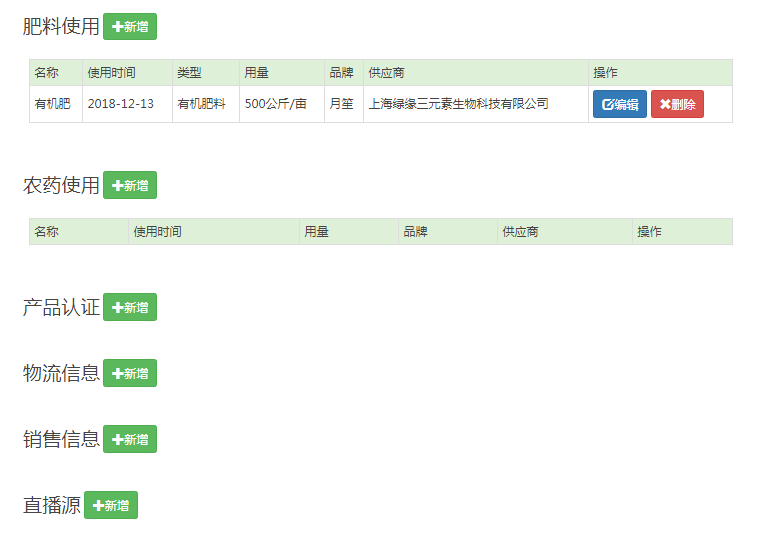 肥料使用 新增
名称 使用时间 类型 用量 品牌 供应商 操作
有机肥 2018-12-13 有机肥料 500公斤/亩 月笙 上海绿缘三元素生物科技有限公司 编辑 删除
农药使用 新增
名称 使用时间 用量 品牌 供应商 操作
产品认证 新增
物流信息 新增
销售信息 新增
直播源 新增